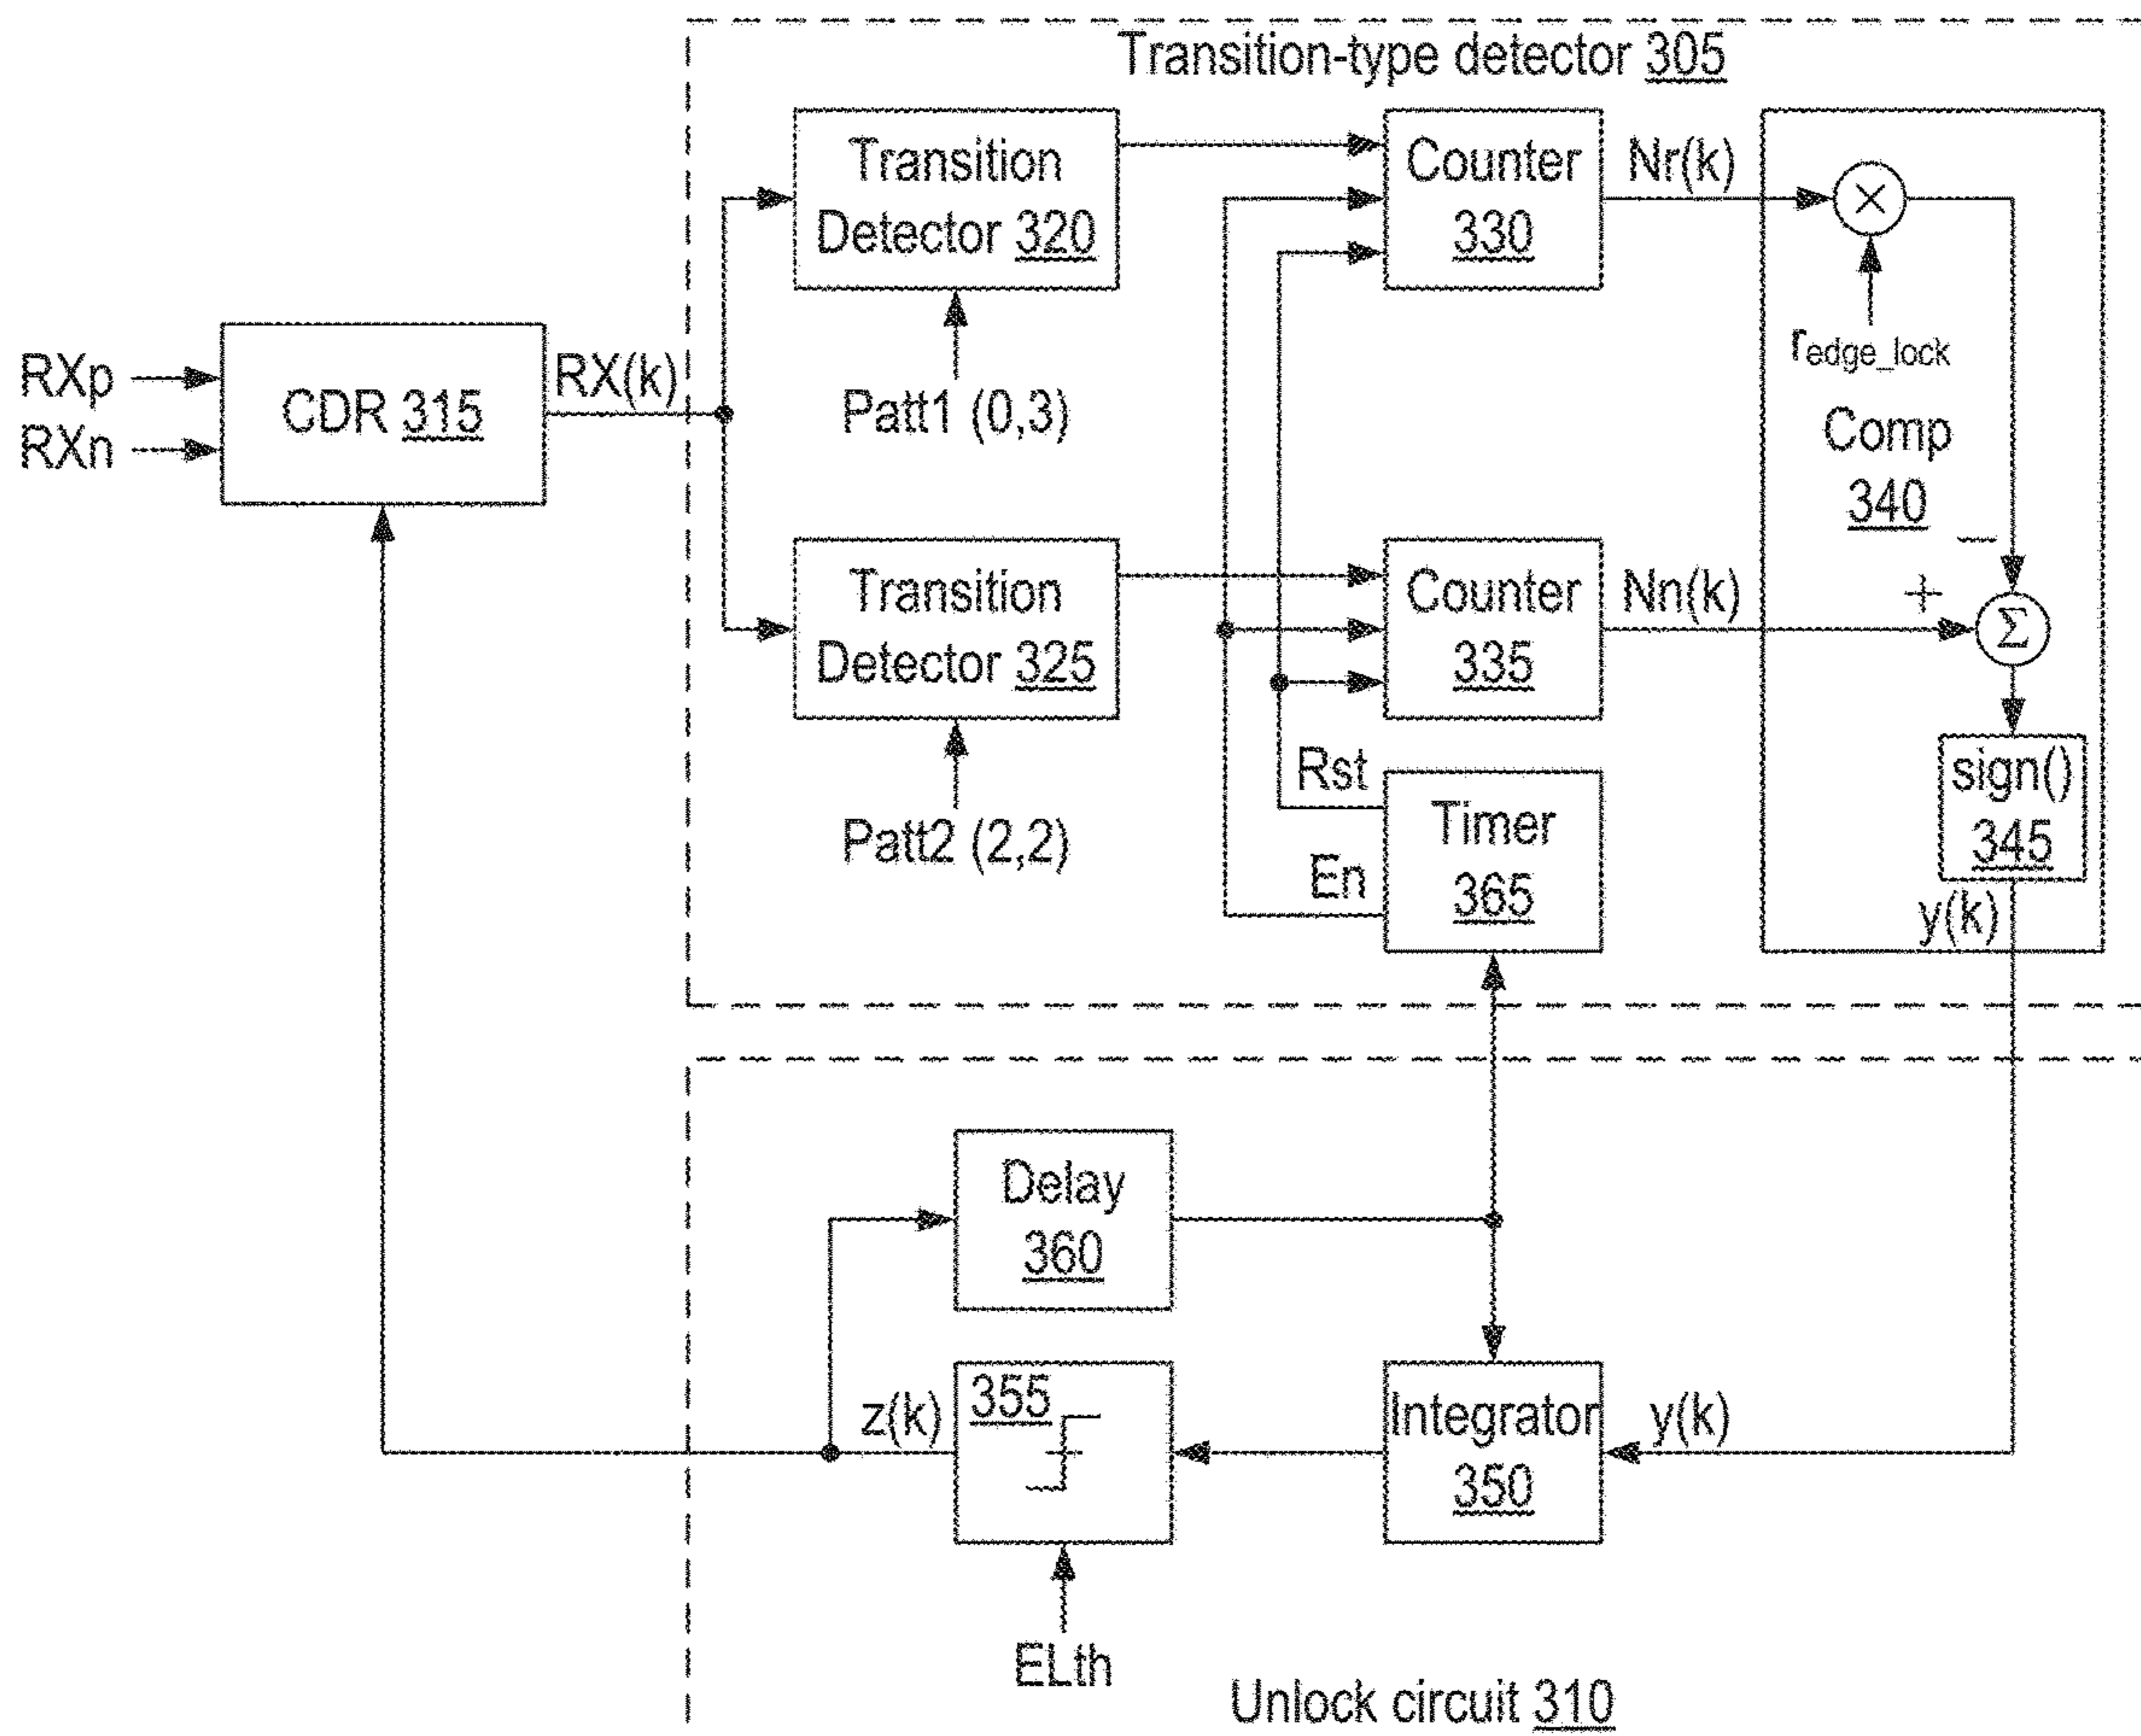 Transition-type detector 305
Transition
Detector 320
Counter
330
Nr(k)
×
r_edge_lock
Comp
340
RXp
RXn
CDR 315
RX(k)
Patt1 (0,3)
Transition
Detector 325
Counter
335
Nn(k)
−
+
Σ
Patt2 (2,2)
Rst
En
Timer
365
sign()
345
y(k)
Delay
360
z(k)
355
Integrator
350
y(k)
ELth
Unlock circuit 310